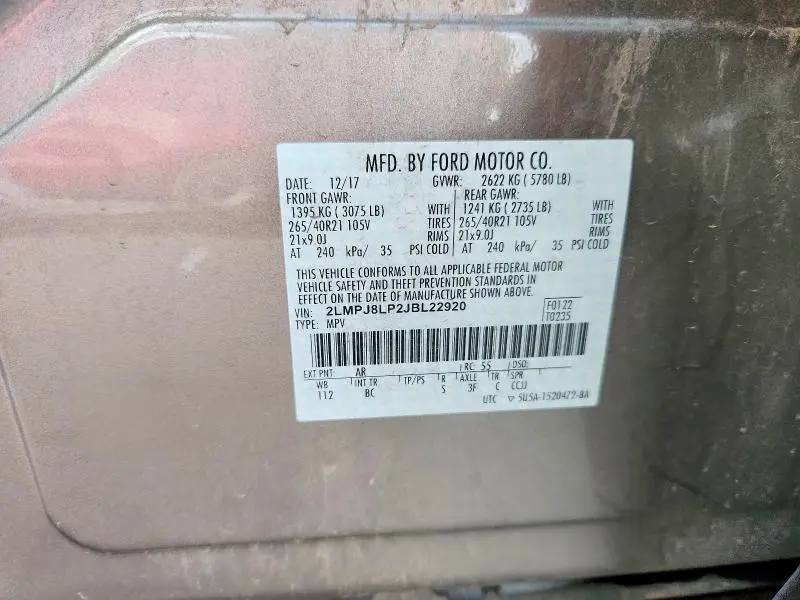 MFD. BY FORD MOTOR CO.
DATE: 12/17 GVWR: 2622 KG ( 5780 LB)
FRONT GAWR: REAR GAWR:
1395 KG ( 3075 LB) WITH 1241 KG ( 2735 LB) WITH
265/40R21 105V TIRES 265/40R21 105V TIRES
21x9.0J RIMS 21x9.0J RIMS
AT 240 kPa/ 35 PSI COLD AT 240 kPa/ 35 PSI COLD
THIS VEHICLE CONFORMS TO ALL APPLICABLE FEDERAL MOTOR
VEHICLE SAFETY AND THEFT PREVENTION STANDARDS IN
EFFECT ON THE DATE OF MANUFACTURE SHOWN ABOVE.
VIN: 2LMPJ8LP2JBL22920 F0122
TYPE: MPV T0235
EXT PNT: AR RC: 55 DSO:
WB INT TR TP/PS R AXLE TR SPR
112 BC S 3F C CCJJ
UTC ▽ 5U5A-1520472-BA